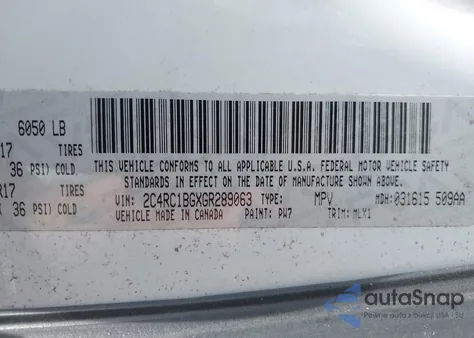 6050 LB
17 TIRES
36 PSI) COLD
R17 TIRES
36 PSI) COLD
THIS VEHICLE CONFORMS TO ALL APPLICABLE U.S.A. FEDERAL MOTOR VEHICLE SAFETY
STANDARDS IN EFFECT ON THE DATE OF MANUFACTURE SHOWN ABOVE.
VIN: 2C4RC1BGXGR289063 TYPE: MPV MDH: 031615 509AA
VEHICLE MADE IN CANADA PAINT: PW7 TRIM: MLX1
autoSnap